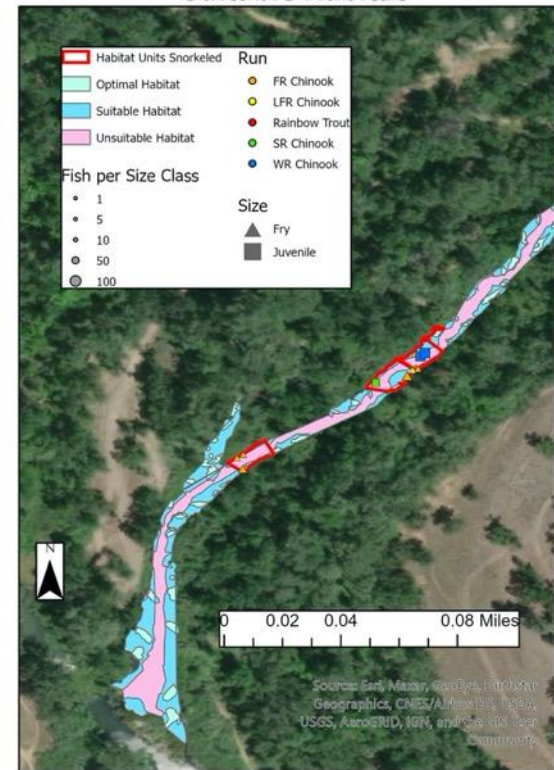 Habitat Units Snorkeled
Optimal Habitat
Suitable Habitat
Unsuitable Habitat
Fish per Size Class
1
5
10
50
100
Run
FR Chinook
LFR Chinook
Rainbow Trout
SR Chinook
WR Chinook
Size
Fry
Juvenile
N
0 0.02 0.04 0.08 Miles
Source: Esri, Maxar, GeoEye, Earthstar
Geographics, CNES/Airbus DS, USDA,
USGS, AeroGRID, IGN, and the GIS User
Community